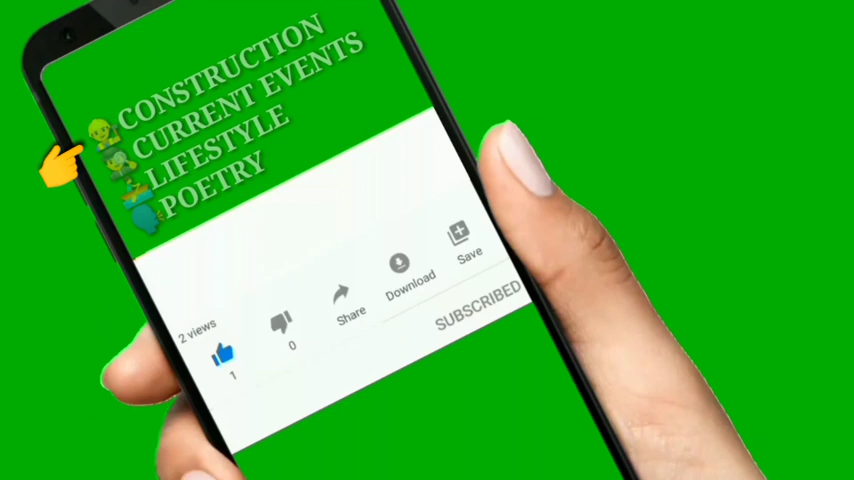 CONSTRUCTION
CURRENT EVENTS
LIFESTYLE
POETRY
2 views
1
0
Share
Download
Save
SUBSCRIBED